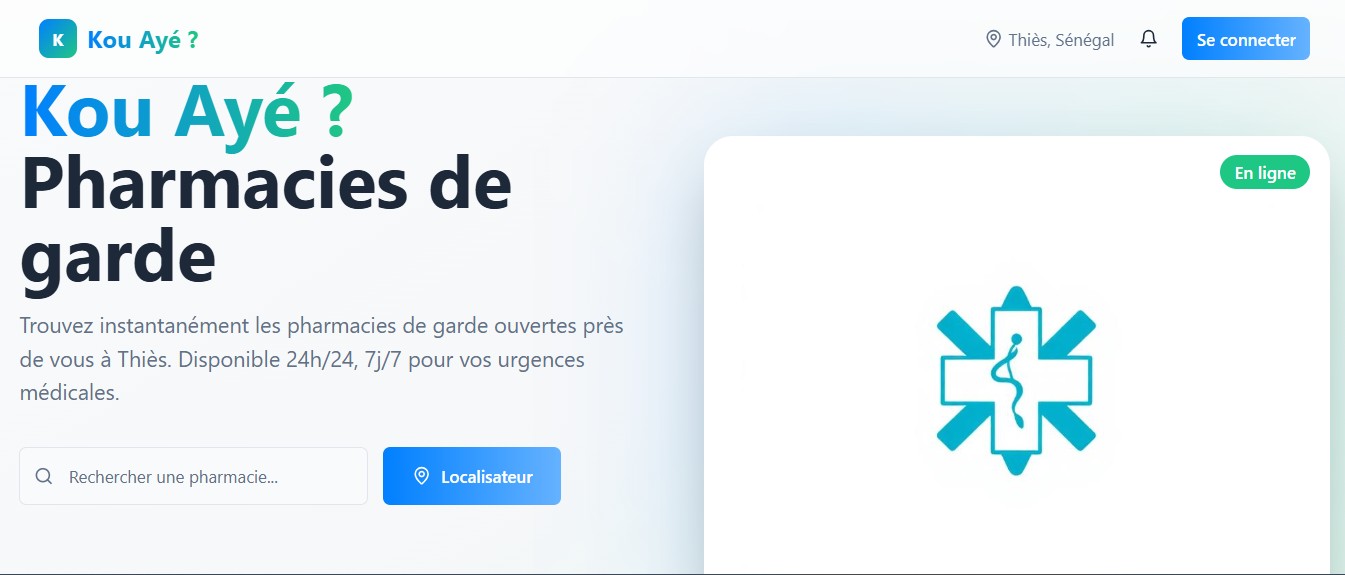 K
Kou Ayé ?
Thiès, Sénégal
Se connecter
Kou Ayé ?
Pharmacies de
garde
Trouvez instantanément les pharmacies de garde ouvertes près
de vous à Thiès. Disponible 24h/24, 7j/7 pour vos urgences
médicales.
Rechercher une pharmacie...
Localisateur
En ligne